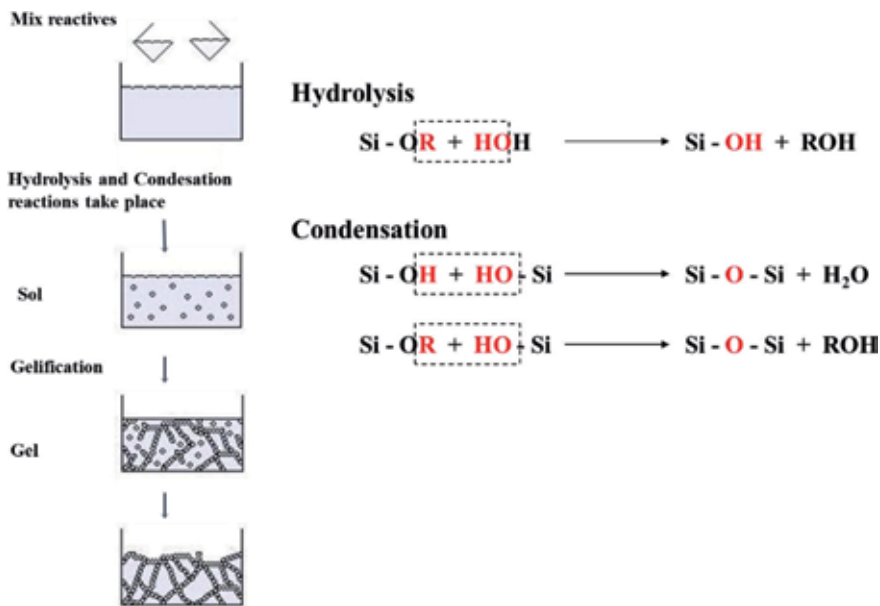 Mix reactives
Hydrolysis and Condesation
reactions take place
Sol
Gelification
Gel
Hydrolysis
Si - OR + HOH Si - OH + ROH
Condensation
Si - OH + HO - Si Si - O - Si + H₂O
Si - OR + HO - Si Si - O - Si + ROH